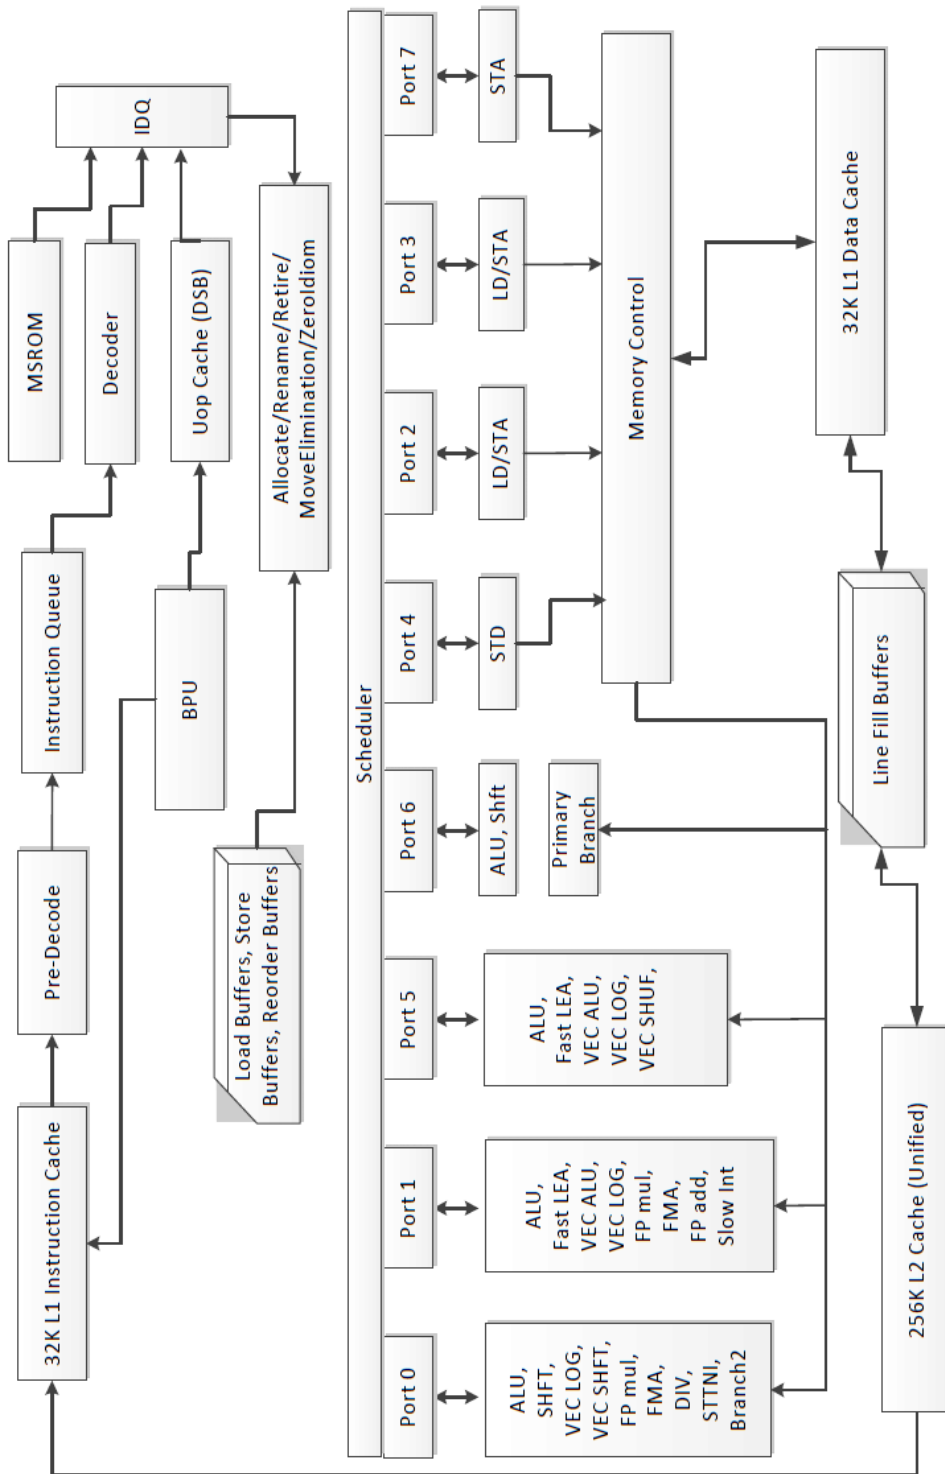 32K L1 Instruction Cache
Pre-Decode
Instruction Queue
MSROM
Decoder
Uop Cache (DSB)
IDQ
BPU
Load Buffers, Store
Buffers, Reorder Buffers
Allocate/Rename/Retire/
MoveElimination/ZeroIdiom
Scheduler
Port 0
Port 1
Port 5
Port 6
Port 4
Port 2
Port 3
Port 7
ALU,
SHFT,
VEC LOG,
VEC SHFT,
FP mul,
FMA,
DIV,
STTNI,
Branch2
ALU,
Fast LEA,
VEC ALU,
VEC LOG,
FP mul,
FMA,
FP add,
Slow Int
ALU,
Fast LEA,
VEC ALU,
VEC LOG,
VEC SHUF,
ALU, Shft
Primary
Branch
STD
LD/STA
LD/STA
STA
Memory Control
256K L2 Cache (Unified)
Line Fill Buffers
32K L1 Data Cache